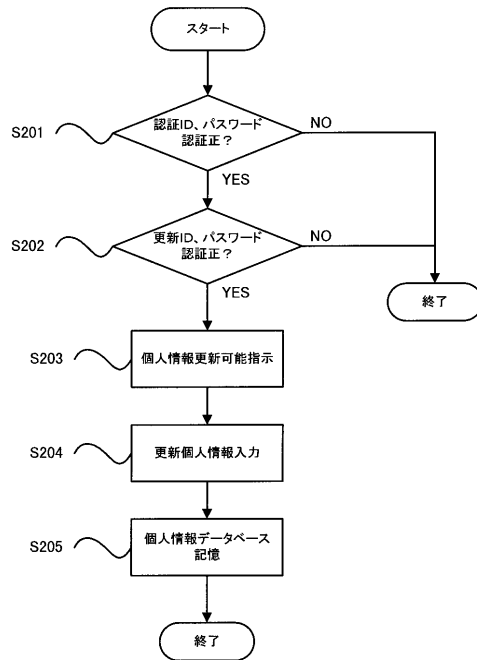 スタート
S201
認証ID、パスワード
認証正？
NO
YES
S202
更新ID、パスワード
認証正？
NO
YES
終了
S203
個人情報更新可能指示
S204
更新個人情報入力
S205
個人情報データベース
記憶
終了